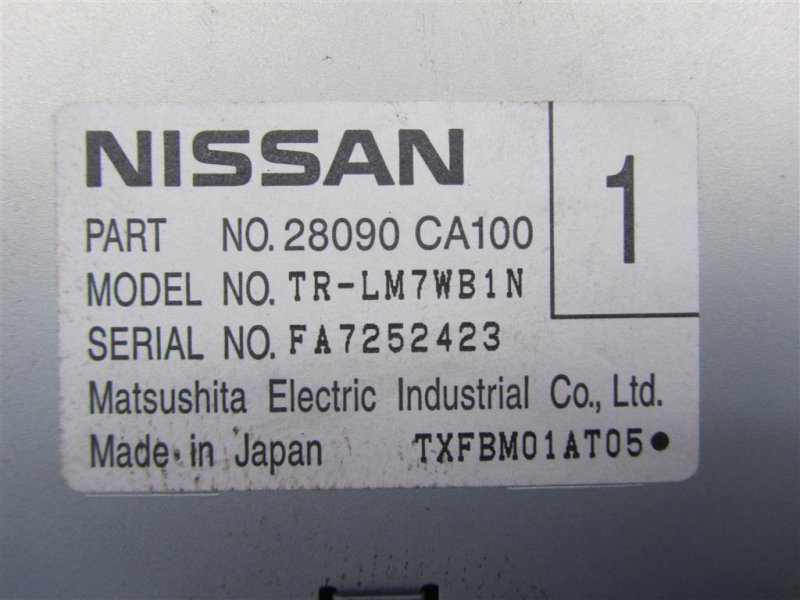 NISSAN
1
PART NO. 28090 CA100
MODEL NO. TR-LM7WB1N
SERIAL NO. FA7252423
Matsushita Electric Industrial Co., Ltd.
Made in Japan TXFBM01AT05●